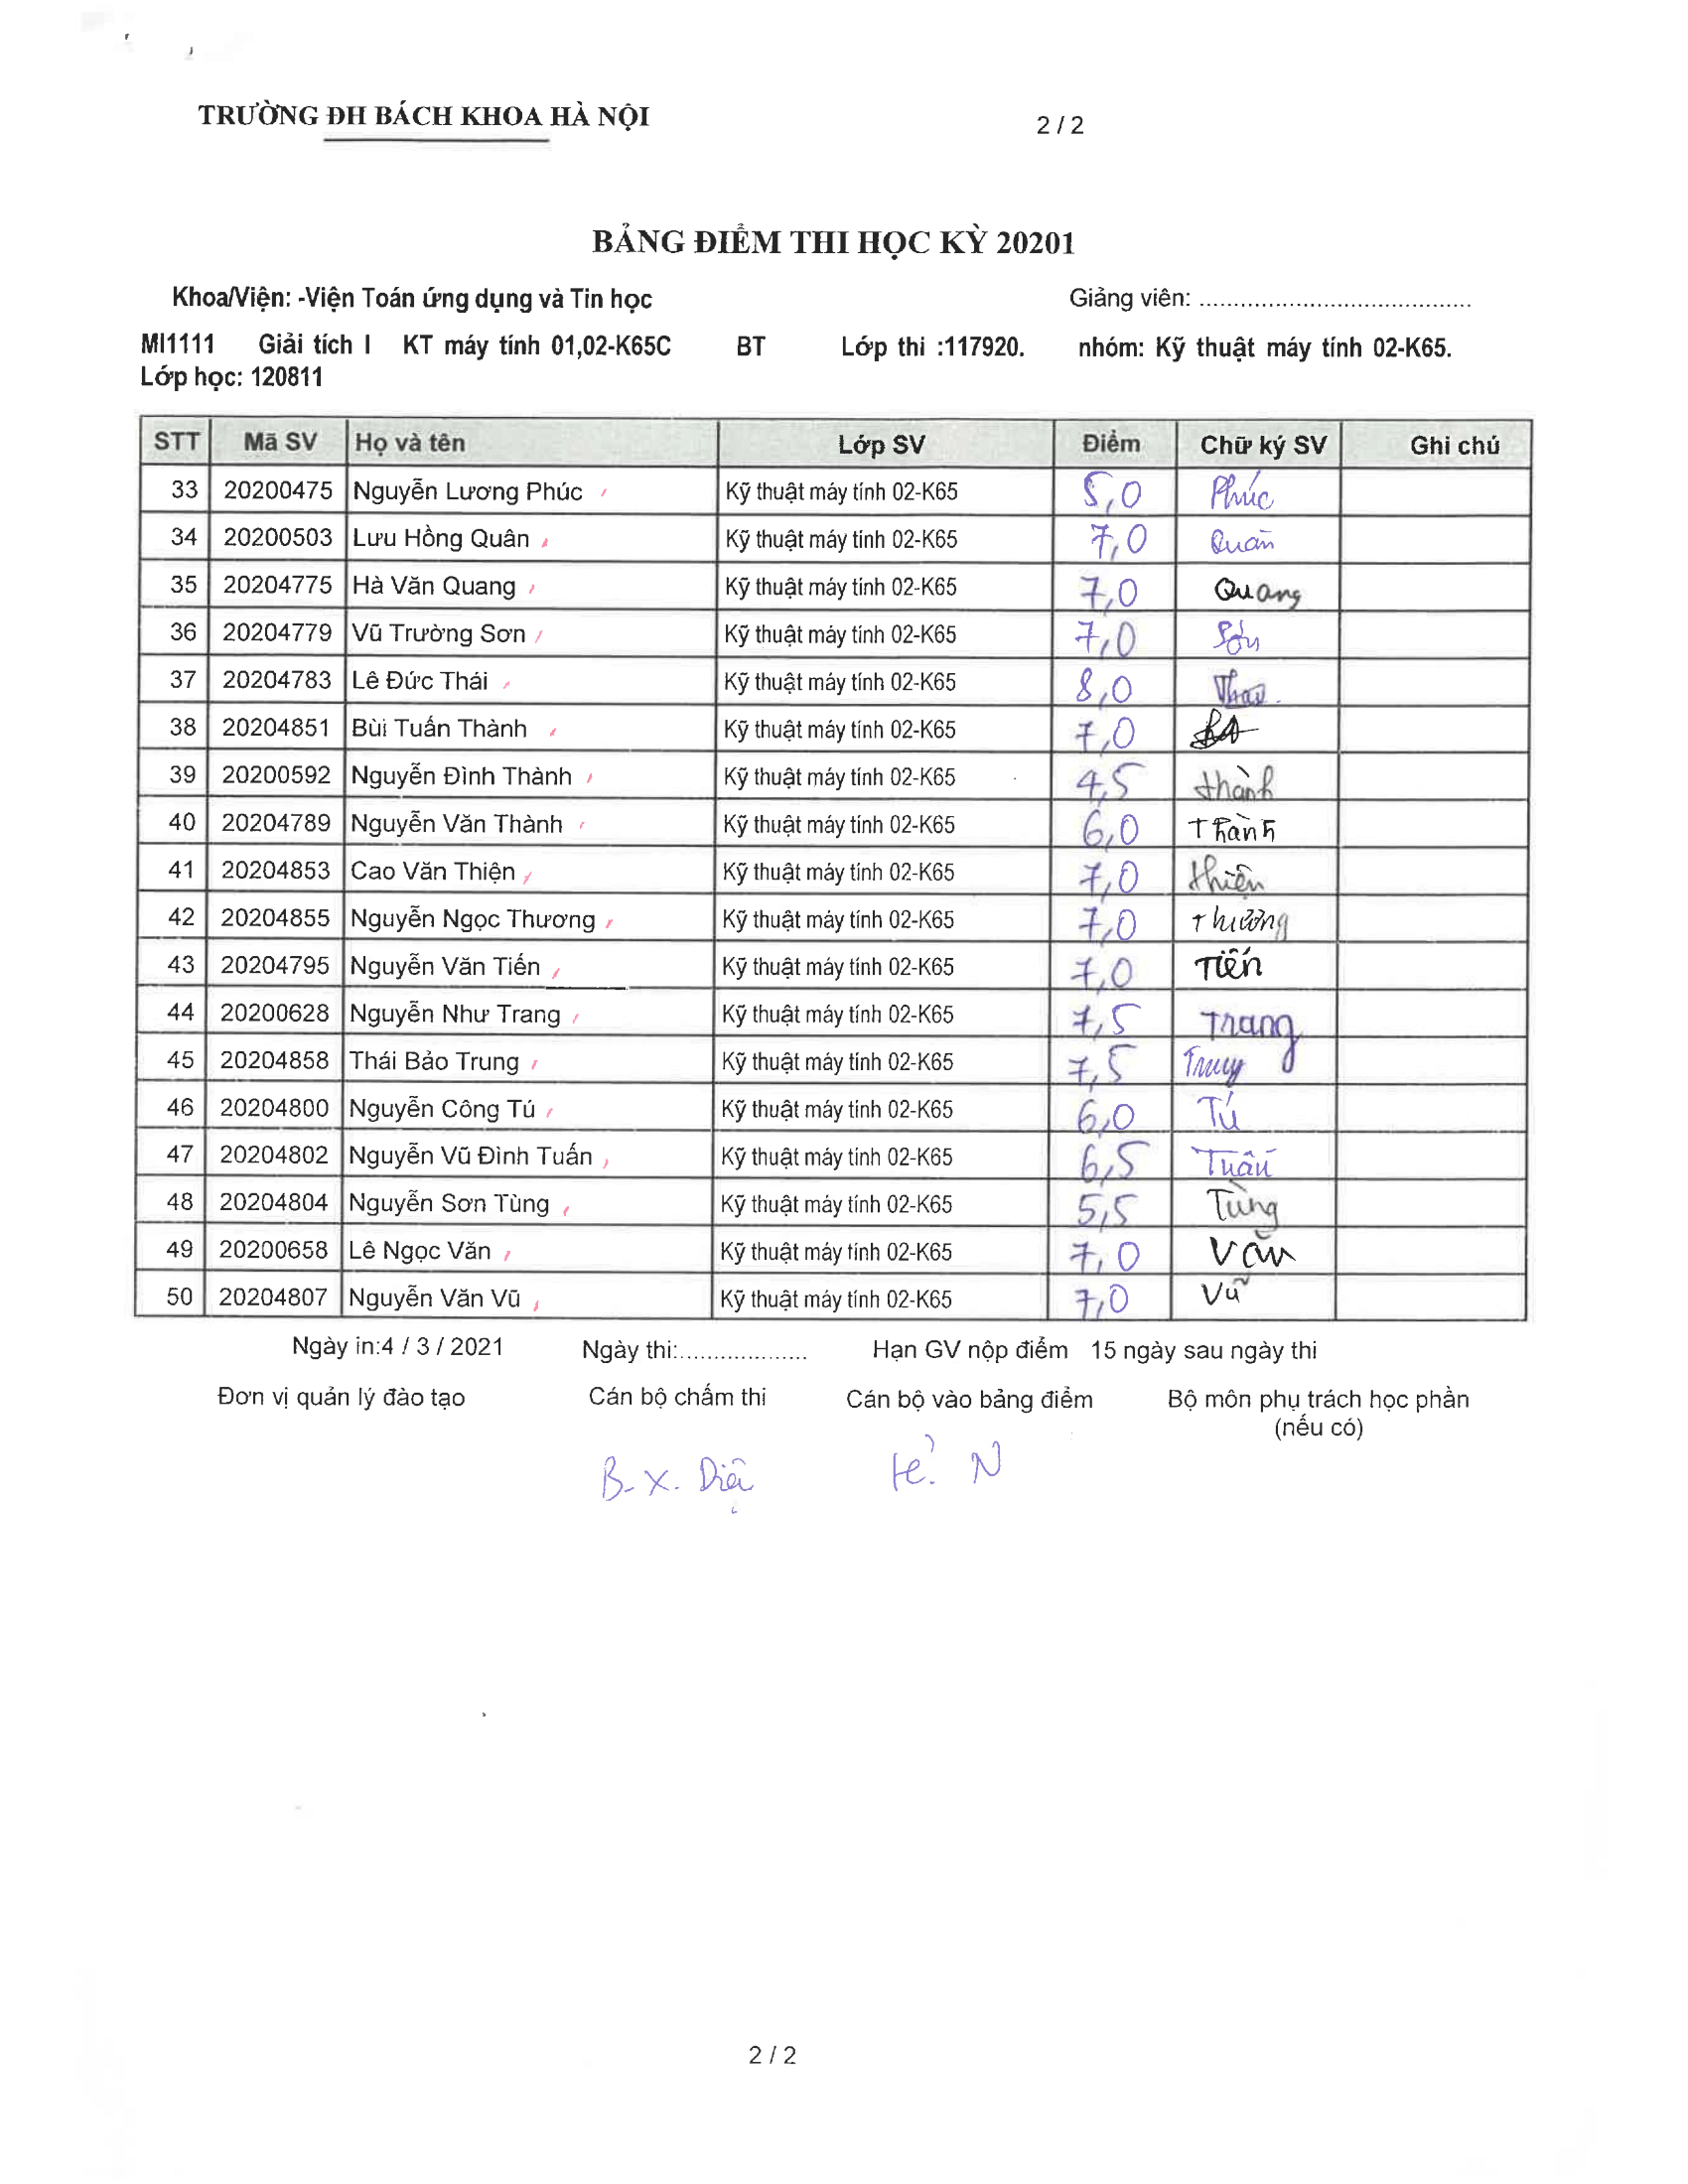 TRƯỜNG ĐH BÁCH KHOA HÀ NỘI 2 / 2
BẢNG ĐIỂM THI HỌC KỲ 20201
Khoa/Viện: -Viện Toán ứng dụng và Tin học Giảng viên: .......................................
MI1111 Giải tích I KT máy tính 01,02-K65C BT Lớp thi :117920. nhóm: Kỹ thuật máy tính 02-K65.
Lớp học: 120811
STT Mã SV Họ và tên Lớp SV Điểm Chữ ký SV Ghi chú
33 20200475 Nguyễn Lương Phúc Kỹ thuật máy tính 02-K65 5,0 Phúc
34 20200503 Lưu Hồng Quân Kỹ thuật máy tính 02-K65 7,0 Quân
35 20204775 Hà Văn Quang Kỹ thuật máy tính 02-K65 7,0 Quang
36 20204779 Vũ Trường Sơn Kỹ thuật máy tính 02-K65 7,0 Sơn
37 20204783 Lê Đức Thái Kỹ thuật máy tính 02-K65 8,0
38 20204851 Bùi Tuấn Thành Kỹ thuật máy tính 02-K65 7,0
39 20200592 Nguyễn Đình Thành Kỹ thuật máy tính 02-K65 4,5 thành
40 20204789 Nguyễn Văn Thành Kỹ thuật máy tính 02-K65 6,0 Thành
41 20204853 Cao Văn Thiện Kỹ thuật máy tính 02-K65 7,0 thiện
42 20204855 Nguyễn Ngọc Thương Kỹ thuật máy tính 02-K65 7,0 Thương
43 20204795 Nguyễn Văn Tiến Kỹ thuật máy tính 02-K65 7,0 Tiến
44 20200628 Nguyễn Như Trang Kỹ thuật máy tính 02-K65 7,5 Trang
45 20204858 Thái Bảo Trung Kỹ thuật máy tính 02-K65 7,5 Trung
46 20204800 Nguyễn Công Tú Kỹ thuật máy tính 02-K65 6,0 Tú
47 20204802 Nguyễn Vũ Đình Tuấn Kỹ thuật máy tính 02-K65 6,5 Tuấn
48 20204804 Nguyễn Sơn Tùng Kỹ thuật máy tính 02-K65 5,5 Tùng
49 20200658 Lê Ngọc Văn Kỹ thuật máy tính 02-K65 7,0 Văn
50 20204807 Nguyễn Văn Vũ Kỹ thuật máy tính 02-K65 7,0 Vũ
Ngày in:4 / 3 / 2021 Ngày thi:................... Hạn GV nộp điểm 15 ngày sau ngày thi
Đơn vị quản lý đào tạo Cán bộ chấm thi Cán bộ vào bảng điểm Bộ môn phụ trách học phần
(nếu có)
B.X. Diệ
2 / 2